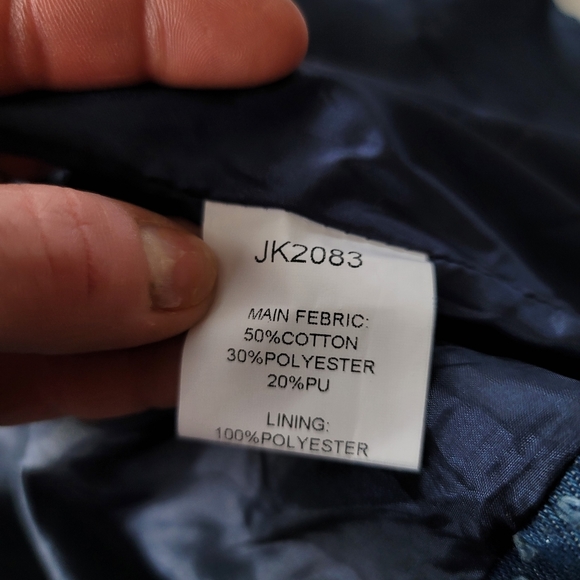 JK2083
MAIN FEBRIC:
50%COTTON
30%POLYESTER
20%PU
LINING:
100%POLYESTER